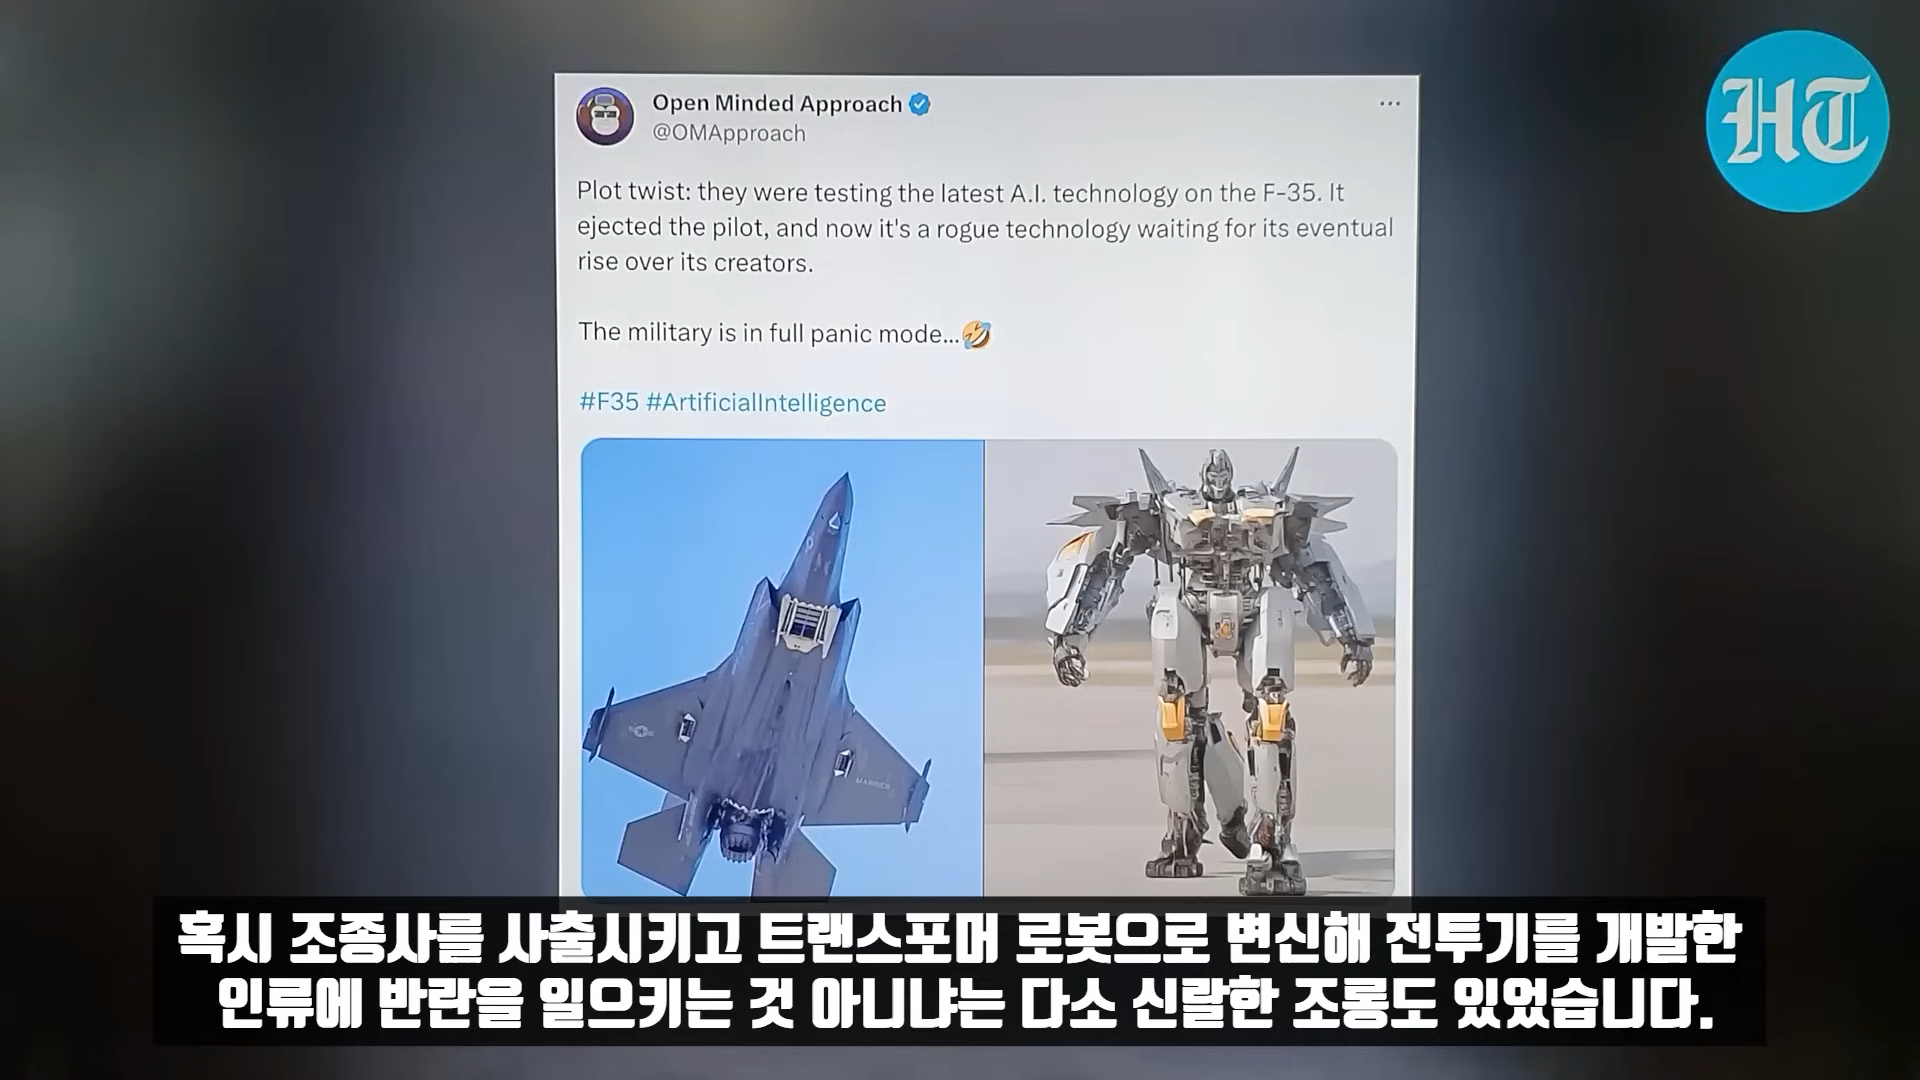 Open Minded Approach
@OMApproach
HT
Plot twist: they were testing the latest A.I. technology on the F-35. It
ejected the pilot, and now it's a rogue technology waiting for its eventual
rise over its creators.
The military is in full panic mode...🤣
#F35 #ArtificialIntelligence
MARINES
혹시 조종사를 사출시키고 트랜스포머 로봇으로 변신해 전투기를 개발한
인류에 반란을 일으키는 것 아니냐는 다소 신랄한 조롱도 있었습니다.